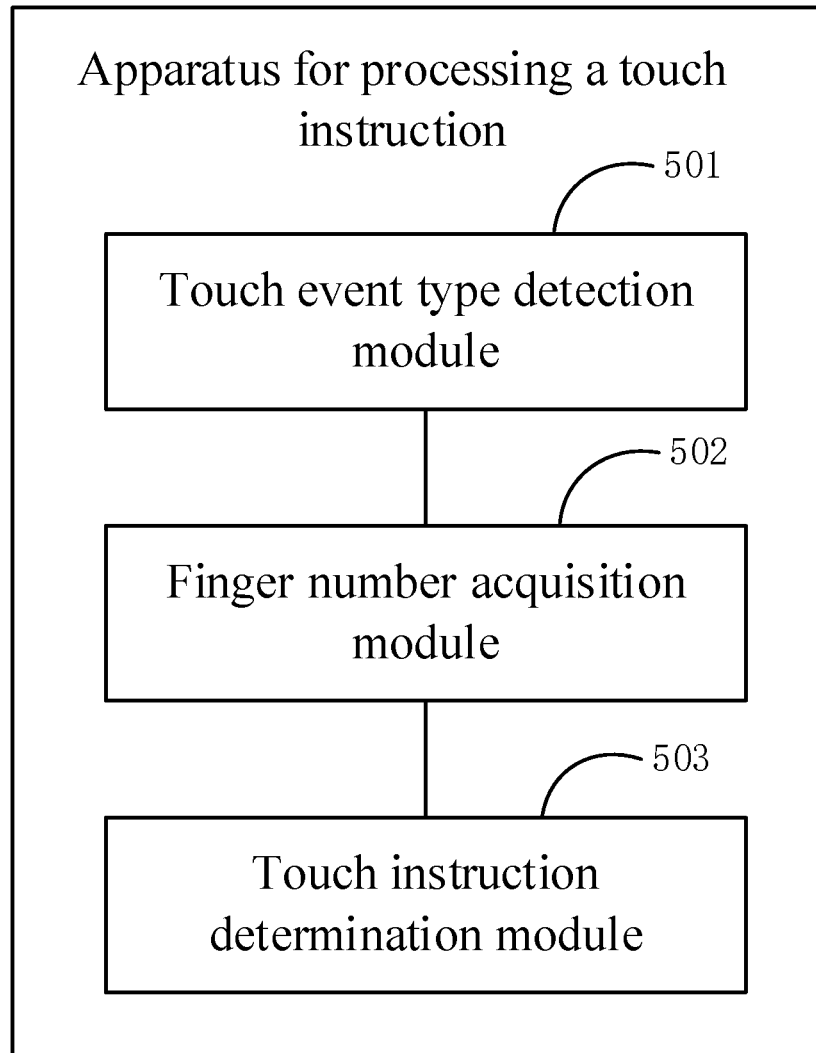 Apparatus for processing a touch
instruction
501
Touch event type detection
module
502
Finger number acquisition
module
503
Touch instruction
determination module